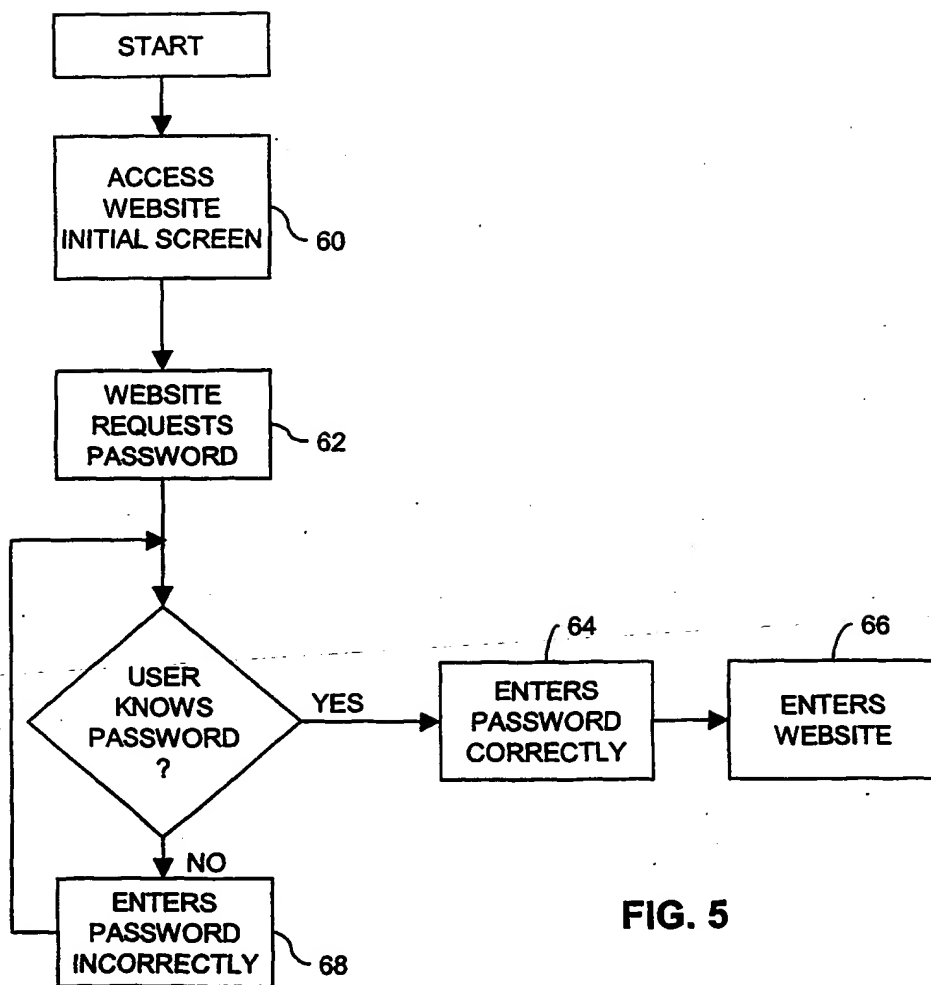 START
ACCESS
WEBSITE
INITIAL SCREEN
60
WEBSITE
REQUESTS
PASSWORD
62
USER
KNOWS
PASSWORD
?
YES
64
ENTERS
PASSWORD
CORRECTLY
66
ENTERS
WEBSITE
NO
ENTERS
PASSWORD
INCORRECTLY
68
FIG. 5